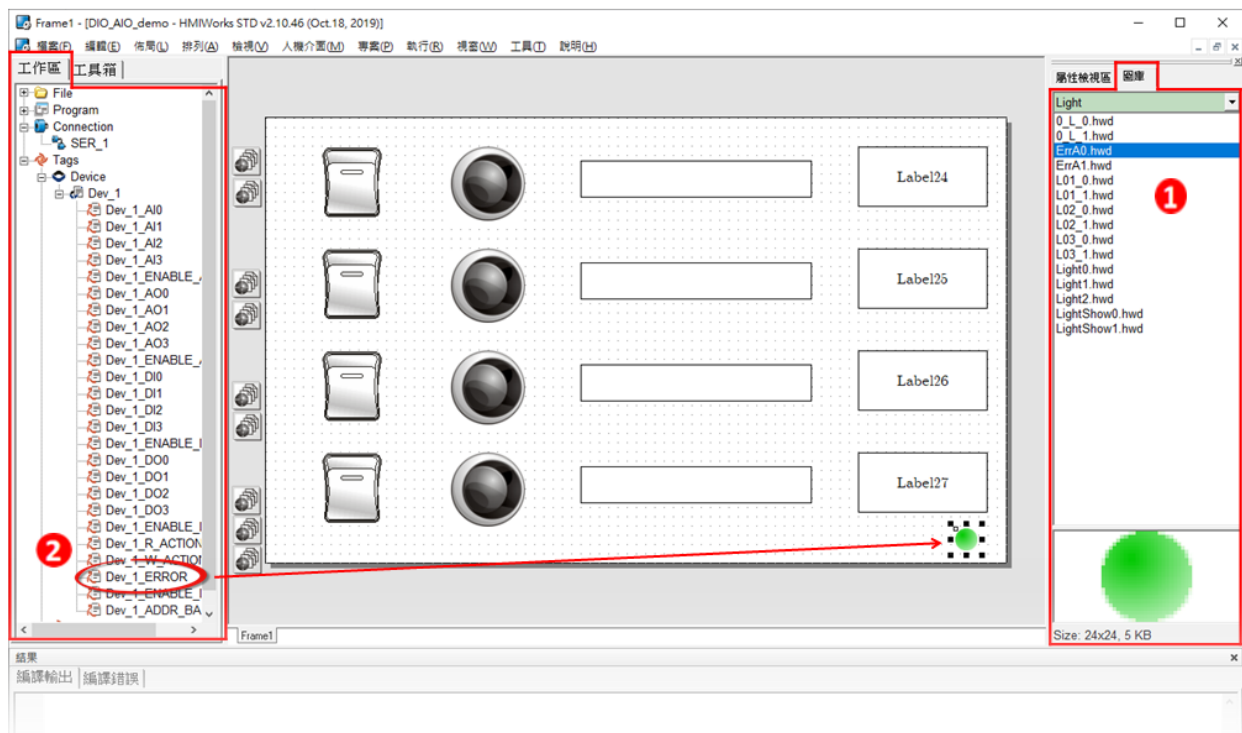 Frame1 - [DIO_AIO_demo - HMIWorks STD v2.10.46 (Oct.18, 2019)]
檔案(F) 編輯(E) 佈局(L) 排列(A) 檢視(V) 人機介面(M) 專案(P) 執行(R) 視窗(W) 工具(T) 說明(H)
工作區 工具箱
File
Program
Connection
SER_1
Tags
Device
Dev_1
Dev_1_AI0
Dev_1_AI1
Dev_1_AI2
Dev_1_AI3
Dev_1_ENABLE_
Dev_1_AO0
Dev_1_AO1
Dev_1_AO2
Dev_1_AO3
Dev_1_ENABLE_
Dev_1_DI0
Dev_1_DI1
Dev_1_DI2
Dev_1_DI3
Dev_1_ENABLE_I
Dev_1_DO0
Dev_1_DO1
Dev_1_DO2
Dev_1_DO3
Dev_1_ENABLE_I
Dev_1_R_ACTION
Dev_1_W_ACTION
Dev_1_ERROR
Dev_1_ENABLE_I
Dev_1_ADDR_BA
2
Label24
Label25
Label26
Label27
Frame1
屬性檢視區 圖庫
Light
0_L_0.hwd
0_L_1.hwd
ErrA0.hwd
ErrA1.hwd
L01_0.hwd
L01_1.hwd
L02_0.hwd
L02_1.hwd
L03_0.hwd
L03_1.hwd
Light0.hwd
Light1.hwd
Light2.hwd
LightShow0.hwd
LightShow1.hwd
1
Size: 24x24, 5 KB
結果
編譯輸出 編譯錯誤